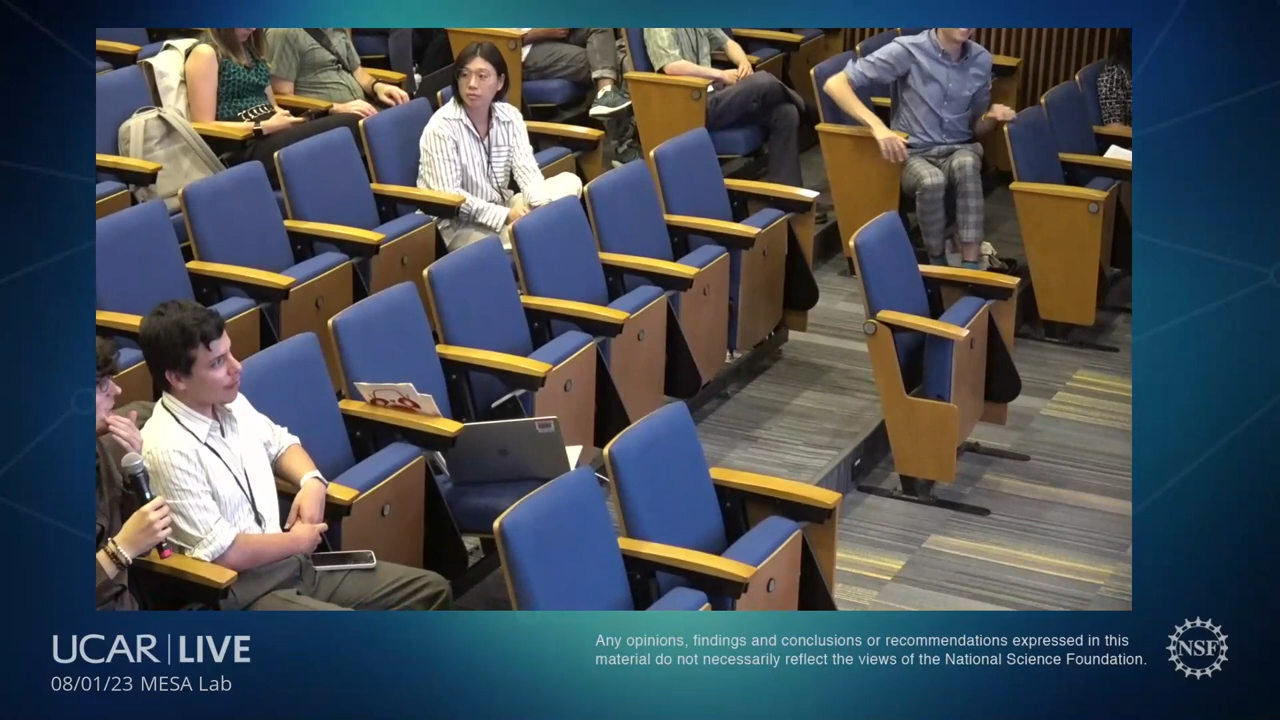 UCAR | LIVE
08/01/23 MESA Lab
Any opinions, findings and conclusions or recommendations expressed in this
material do not necessarily reflect the views of the National Science Foundation.
NSF